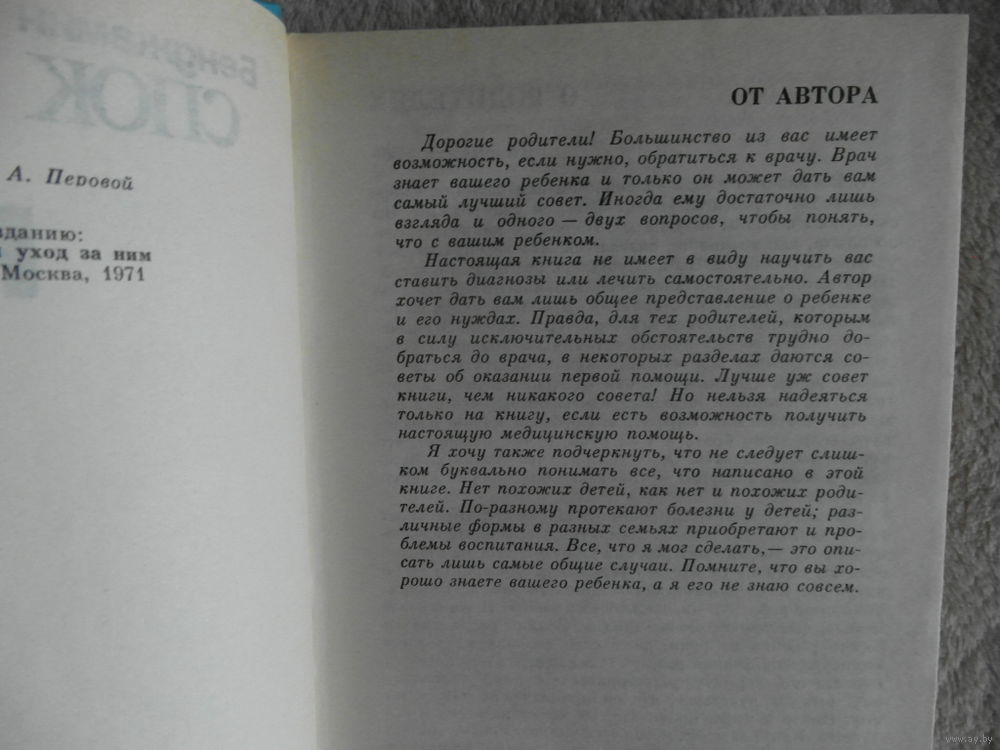 Бенджамин
СПОК
А. Перовой
зданию:
уход за ним
Москва, 1971
ОТ АВТОРА
Дорогие родители! Большинство из вас имеет
возможность, если нужно, обратиться к врачу. Врач
знает вашего ребенка и только он может дать вам
самый лучший совет. Иногда ему достаточно лишь
взгляда и одного — двух вопросов, чтобы понять,
что с вашим ребенком.
Настоящая книга не имеет в виду научить вас
ставить диагнозы или лечить самостоятельно. Автор
хочет дать вам лишь общее представление о ребенке
и его нуждах. Правда, для тех родителей, которым
в силу исключительных обстоятельств трудно до-
браться до врача, в некоторых разделах даются со-
веты об оказании первой помощи. Лучше уж совет
книги, чем никакого совета! Но нельзя надеяться
только на книгу, если есть возможность получить
настоящую медицинскую помощь.
Я хочу также подчеркнуть, что не следует слиш-
ком буквально понимать все, что написано в этой
книге. Нет похожих детей, как нет и похожих роди-
телей. По-разному протекают болезни у детей; раз-
личные формы в разных семьях приобретают и про-
блемы воспитания. Все, что я мог сделать,— это опи-
сать лишь самые общие случаи. Помните, что вы хо-
рошо знаете вашего ребенка, а я его не знаю совсем.
www.ay.by